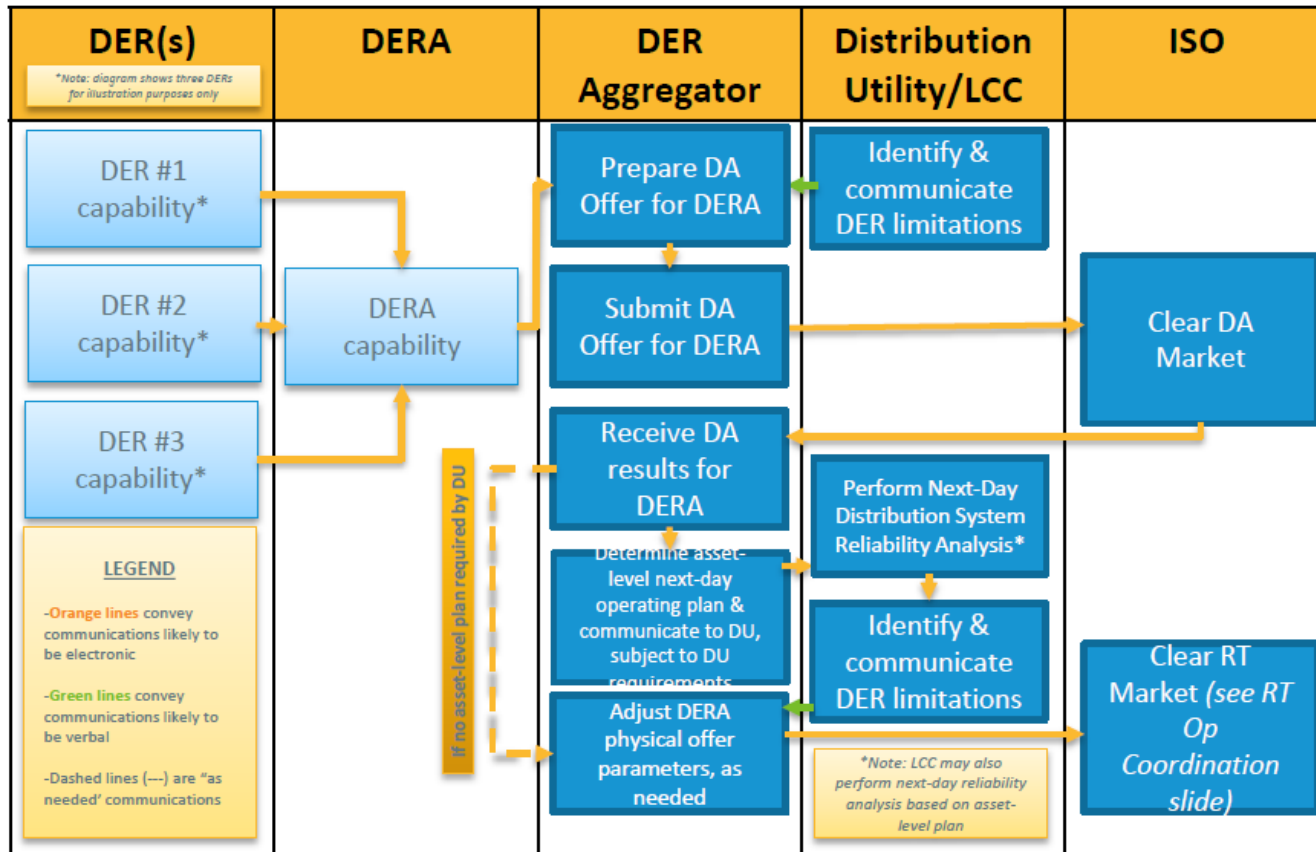 DER(s)
*Note: diagram shows three DERs
for illustration purposes only
DERA
DER
Aggregator
Distribution
Utility/LCC
ISO
DER #1
capability*
DER #2
capability*
DER #3
capability*
DERA
capability
Prepare DA
Offer for DERA
Identify &
communicate
DER limitations
Submit DA
Offer for DERA
Clear DA
Market
Receive DA
results for
DERA
If no asset-level plan required by DU
Perform Next-Day
Distribution System
Reliability Analysis*
Determine asset-
level next-day
operating plan &
communicate to DU,
subject to DU
requirements
Identify &
communicate
DER limitations
Adjust DERA
physical offer
parameters, as
needed
Clear RT
Market (see RT
Op
Coordination
slide)
*Note: LCC may also
perform next-day reliability
analysis based on asset-
level plan
LEGEND
-Orange lines convey
communications likely to
be electronic
-Green lines convey
communications likely to
be verbal
-Dashed lines (---) are “as
needed’ communications